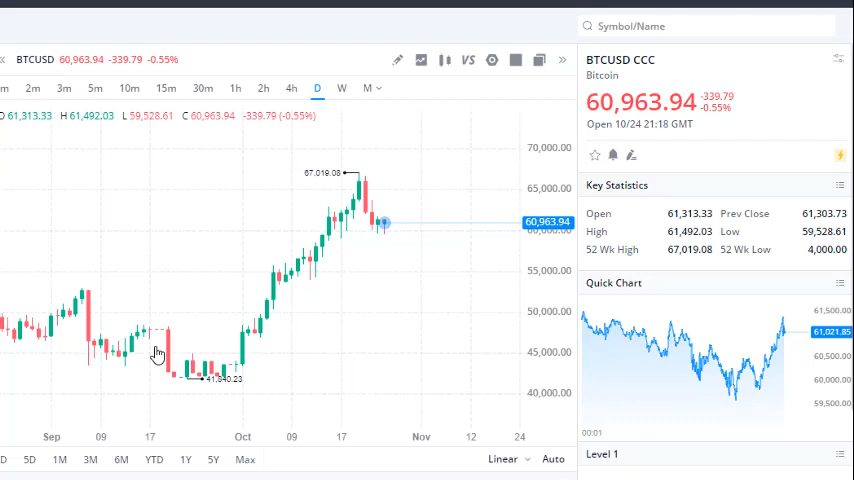 Symbol/Name
BTCUSD 60,963.94 -339.79 -0.55%
VS
2m 3m 5m 10m 15m 30m 1h 2h 4h D W M
61,313.33 H 61,492.03 L 59,528.61 C 60,963.94 -339.79 (-0.55%)
70,000.00
67,019.08
65,000.00
60,963.94
60,000.00
55,000.00
50,000.00
45,000.00
41,840.23
40,000.00
Sep 09 17 Oct 09 17 Nov 12 24
D 5D 1M 3M 6M YTD 1Y 5Y Max Linear Auto
BTCUSD CCC
Bitcoin
60,963.94 -339.79
-0.55%
Open 10/24 21:18 GMT
Key Statistics
Open 61,313.33 Prev Close 61,303.73
High 61,492.03 Low 59,528.61
52 Wk High 67,019.08 52 Wk Low 4,000.00
Quick Chart
61,500.00
61,021.85
60,500.00
60,000.00
59,500.00
00:01
Level 1